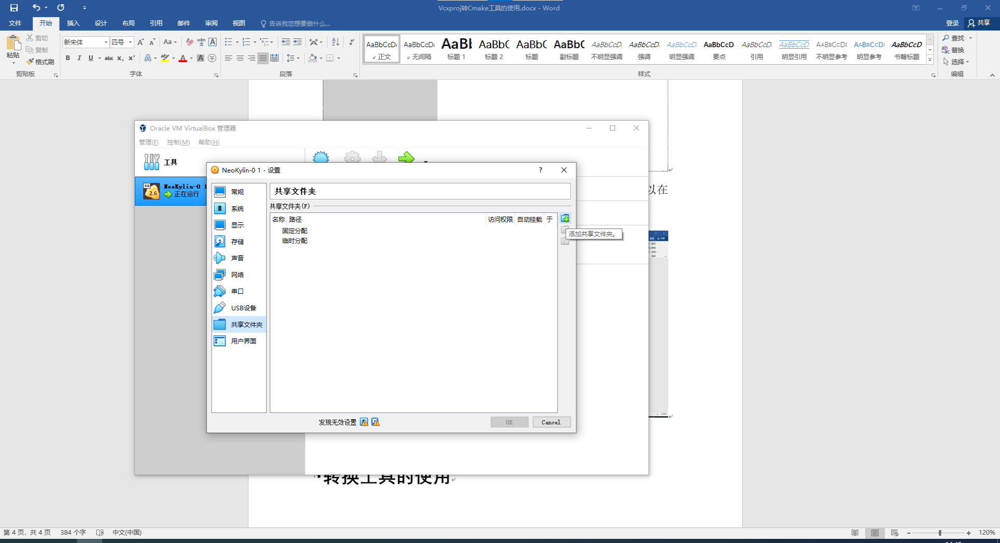 Vcxproj转Cmake工具的使用.docx - Word
文件 开始 插入 设计 布局 引用 邮件 审阅 视图 告诉我您想要做什么... 登录 共享
粘贴 剪切 复制 格式刷
新宋体 四号
AaBbCcDc AaBbCcDc AaBl AaBbC AaBbC AaBbC AaBbCcD. AaBbCcD. AaBbCcD. AaBbCcD AaBbCcD. AaBbCcD. AaBbCcD AaBbCcD AaBbCcD
正文 无间隔 标题 1 标题 2 标题 副标题 不明显强调 强调 明显强调 要点 引用 明显引用 不明显参考 明显参考 书籍标题
查找 替换 选择
剪贴板 字体 段落 样式 编辑
Oracle VM VirtualBox 管理器
管理(F) 控制(M) 帮助(H)
工具
64 2.6 NeoKylin-0 1
正在运行
NeoKylin-0 1 - 设置
常规
系统
显示
存储
声音
网络
串口
USB设备
共享文件夹
用户界面
共享文件夹
共享文件夹(F)
名称 路径 访问权限 自动挂载 于
固定分配
临时分配
添加共享文件夹。
发现无效设置 OK Cancel
以在
转换工具的使用
第 4 页，共 4 页 384 个字 中文(中国) 120%